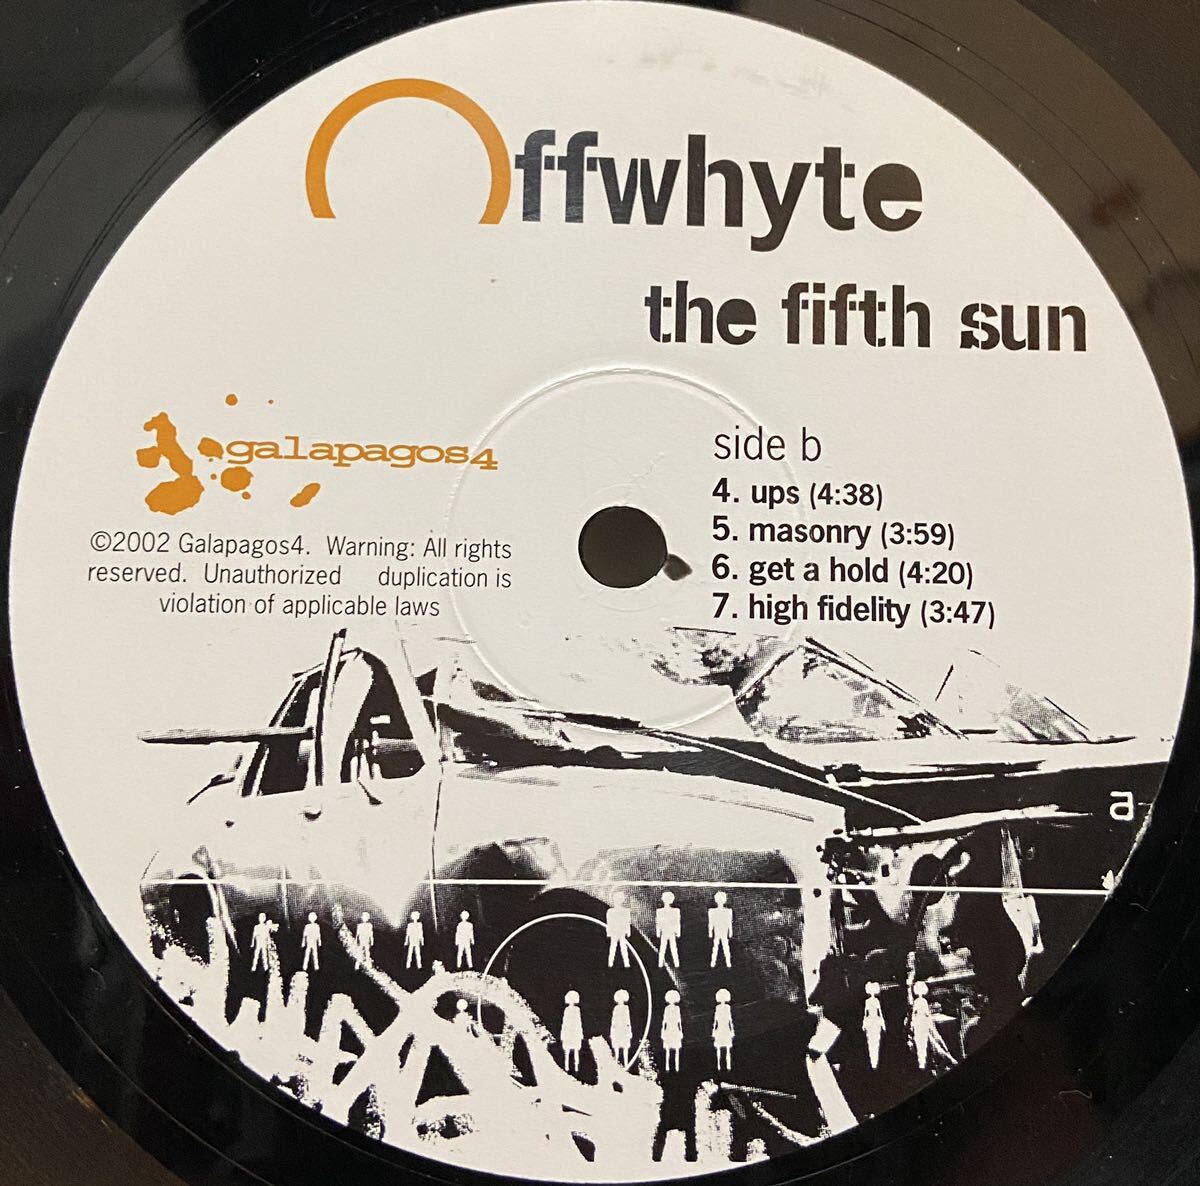 Offwhyte
the fifth sun
galapagos4
side b
4. ups (4:38)
5. masonry (3:59)
6. get a hold (4:20)
7. high fidelity (3:47)
©2002 Galapagos4. Warning: All rights
reserved. Unauthorized duplication is
violation of applicable laws
a